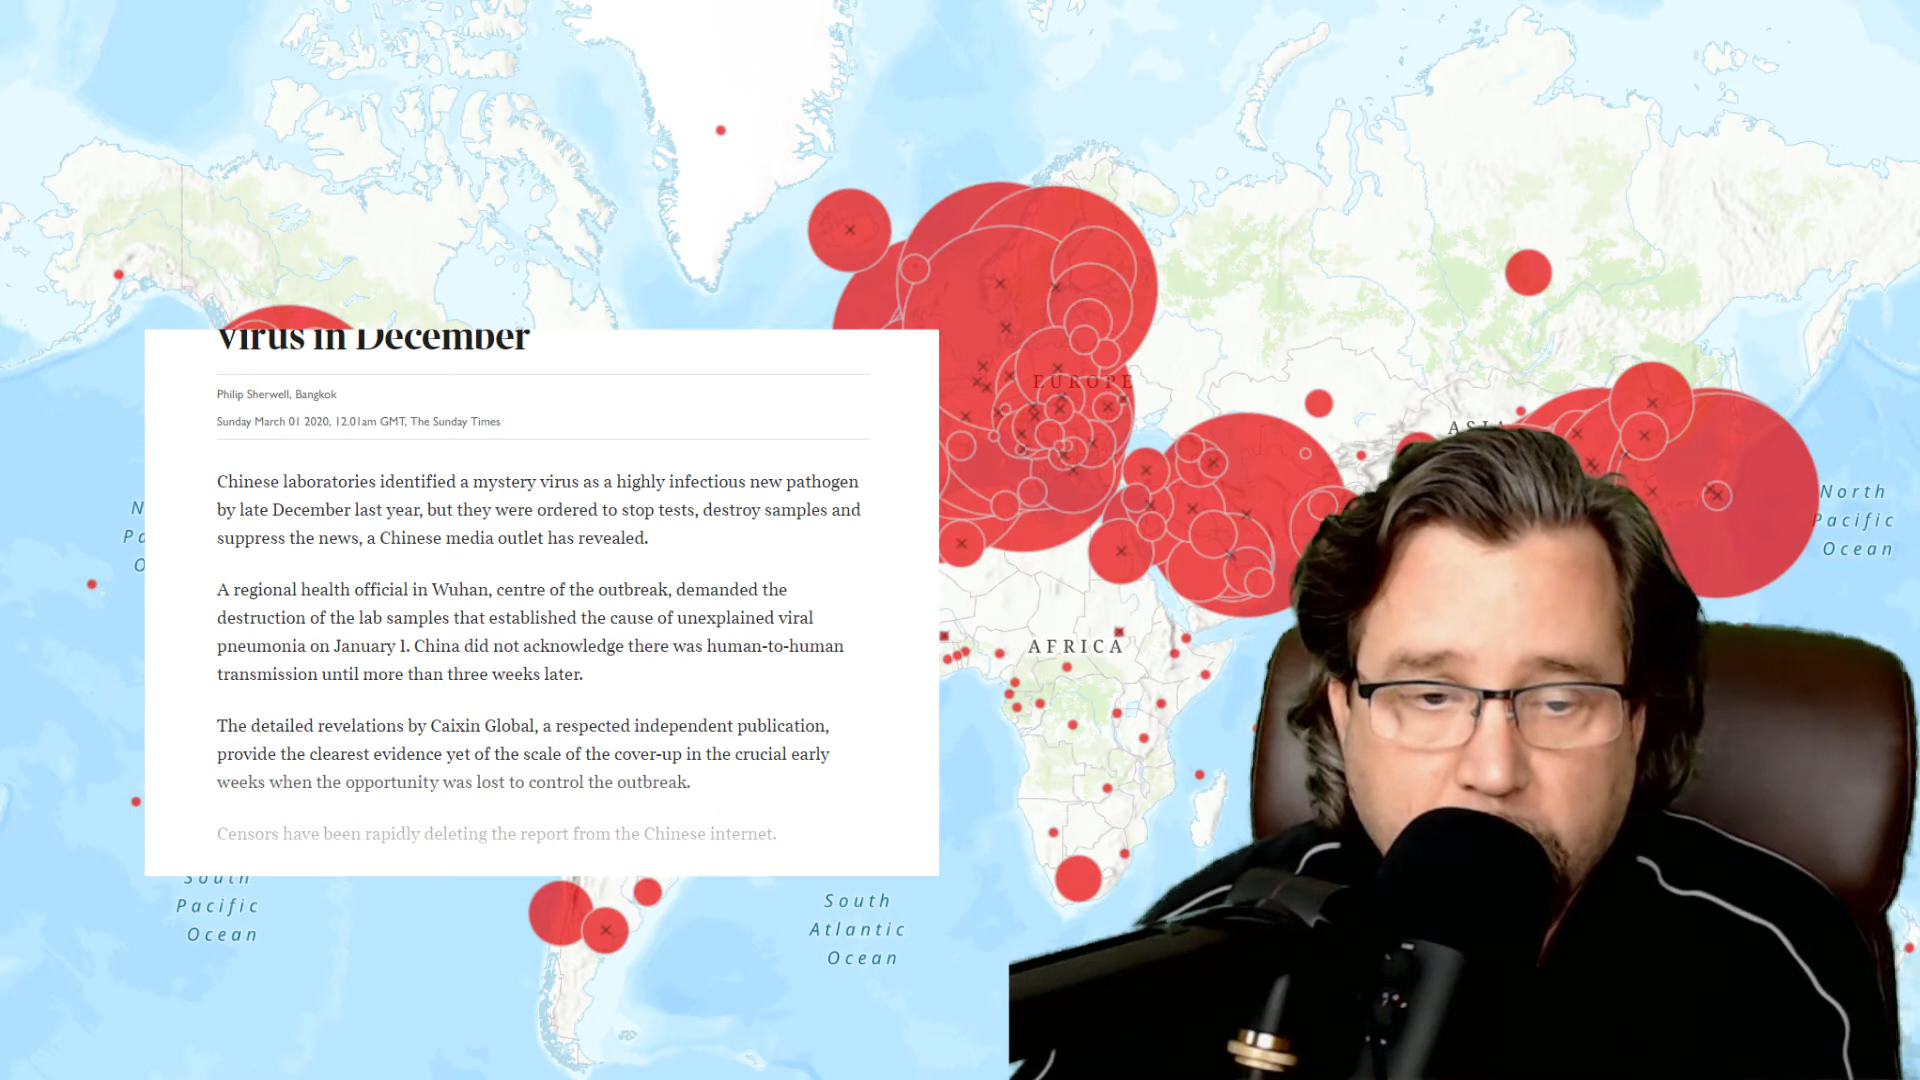 virus in December
Philip Sherwell, Bangkok
Sunday March 01 2020, 12.01am GMT, The Sunday Times
Chinese laboratories identified a mystery virus as a highly infectious new pathogen
by late December last year, but they were ordered to stop tests, destroy samples and
suppress the news, a Chinese media outlet has revealed.
A regional health official in Wuhan, centre of the outbreak, demanded the
destruction of the lab samples that established the cause of unexplained viral
pneumonia on January 1. China did not acknowledge there was human-to-human
transmission until more than three weeks later.
The detailed revelations by Caixin Global, a respected independent publication,
provide the clearest evidence yet of the scale of the cover-up in the crucial early
weeks when the opportunity was lost to control the outbreak.
Censors have been rapidly deleting the report from the Chinese internet.
EUROPE
ASIA
AFRICA
North
Pacific
Ocean
South
Pacific
Ocean
South
Atlantic
Ocean